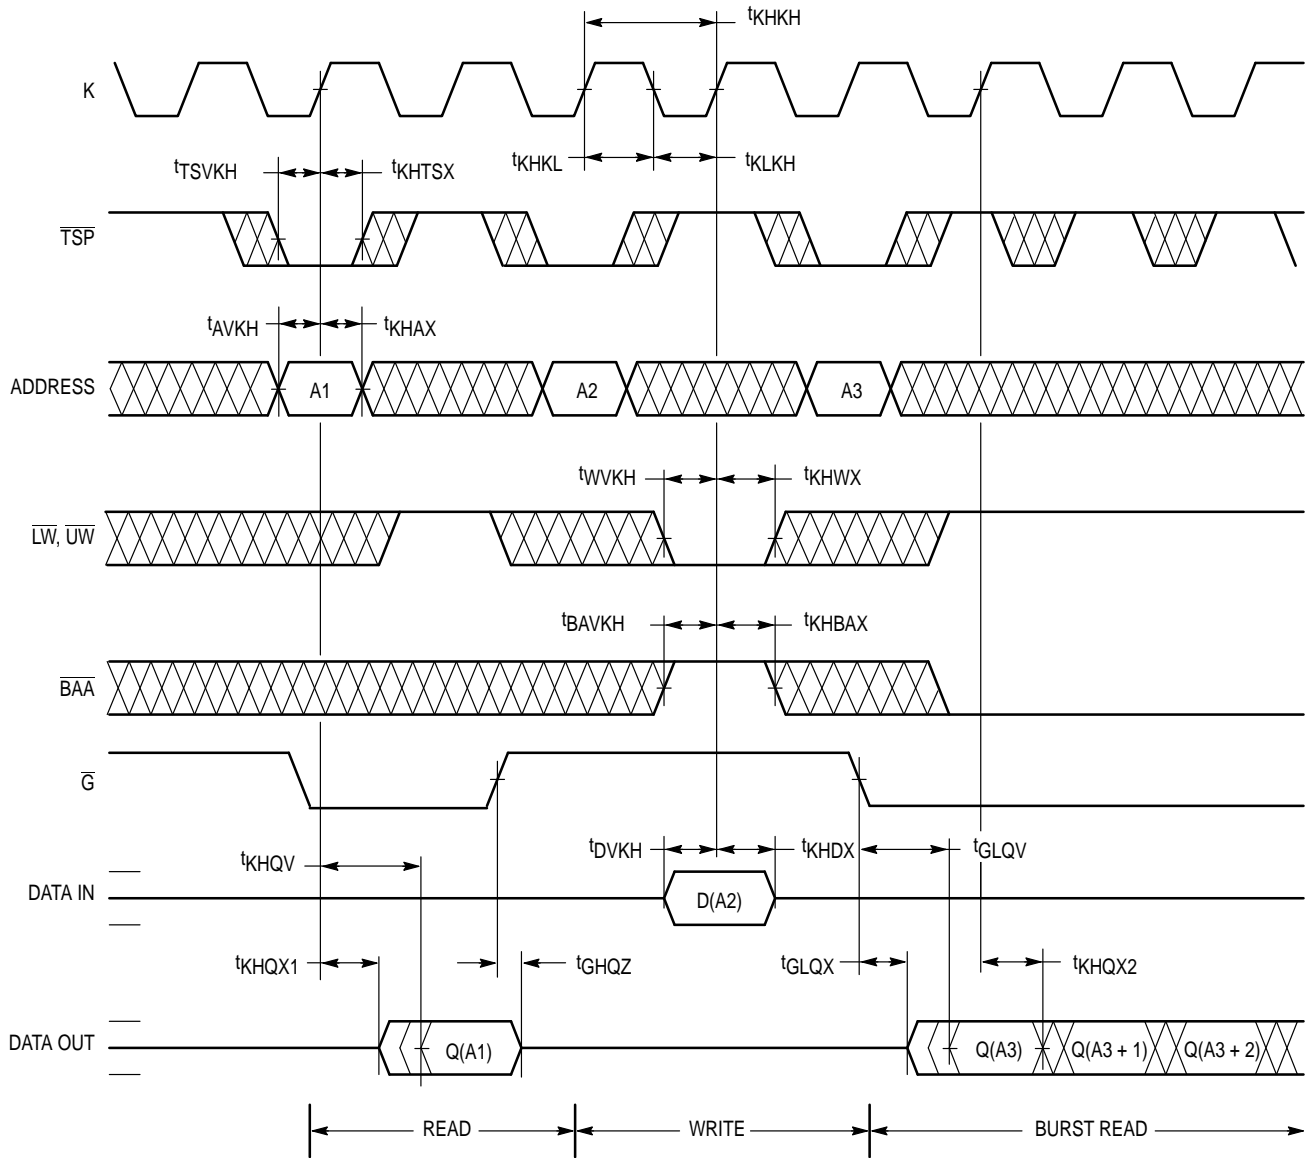 tKHKH
K
tKHKL
tKLKH
tTSVKH
tKHTSX
TSP
tAVKH
tKHAX
ADDRESS
A1
A2
A3
tWVKH
tKHWX
LW, UW
tBAVKH
tKHBAX
BAA
G
tKHQV
tDVKH
tKHDX
tGLQV
DATA IN
D(A2)
tKHQX1
tGHQZ
tGLQX
tKHQX2
DATA OUT
Q(A1)
Q(A3)
Q(A3 + 1)
Q(A3 + 2)
READ
WRITE
BURST READ